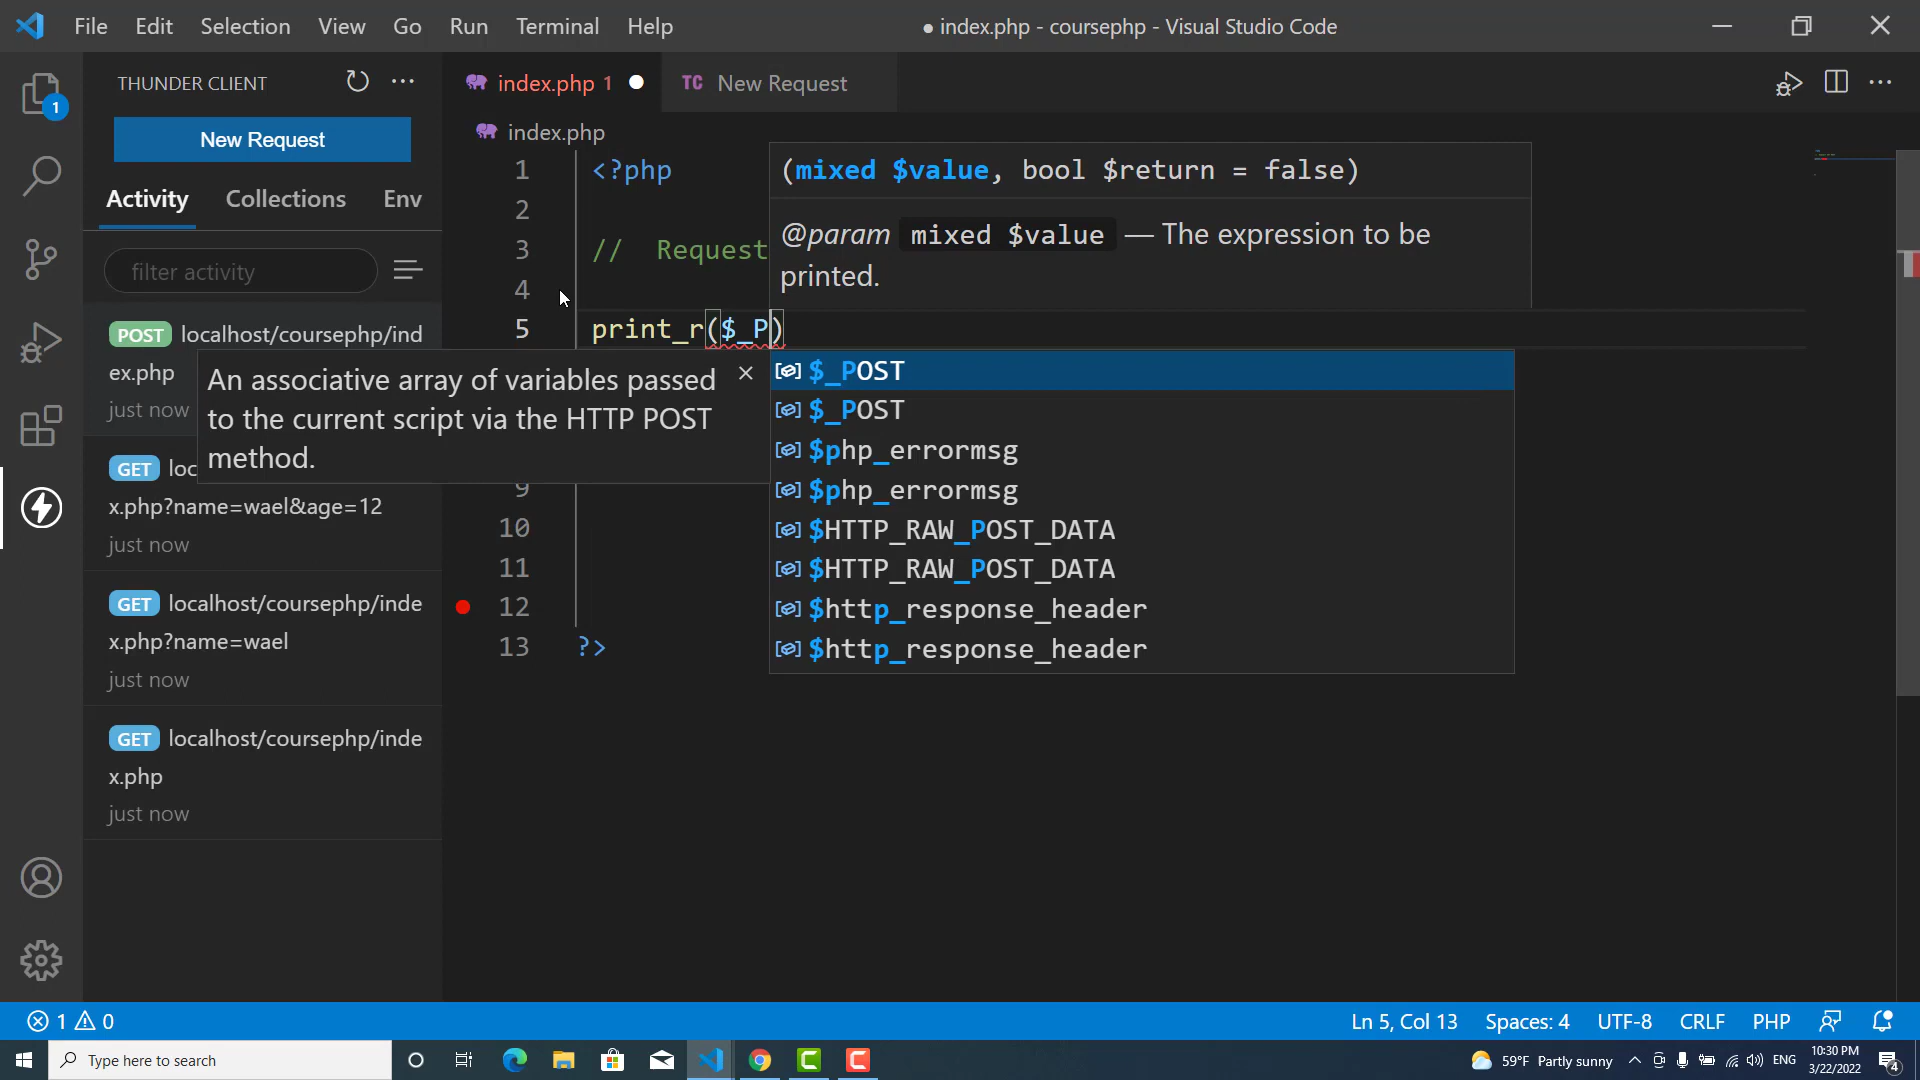 File Edit Selection View Go Run Terminal Help
● index.php - coursephp - Visual Studio Code
1
THUNDER CLIENT
New Request
Activity Collections Env
filter activity
POST localhost/coursephp/ind
ex.php
just now
GET loc
x.php?name=wael&age=12
just now
GET localhost/coursephp/inde
x.php?name=wael
just now
GET localhost/coursephp/inde
x.php
just now
index.php 1
TC New Request
index.php
1 <?php
2
3 // Request
4
5 print_r($_P)
9
10
11
12
13 ?>
(mixed $value, bool $return = false)
@param mixed $value — The expression to be
printed.
An associative array of variables passed
to the current script via the HTTP POST
method.
$_POST
$_POST
$php_errormsg
$php_errormsg
$HTTP_RAW_POST_DATA
$HTTP_RAW_POST_DATA
$http_response_header
$http_response_header
1 0
Ln 5, Col 13 Spaces: 4 UTF-8 CRLF PHP
Type here to search
59°F Partly sunny
ENG
10:30 PM
3/22/2022
4